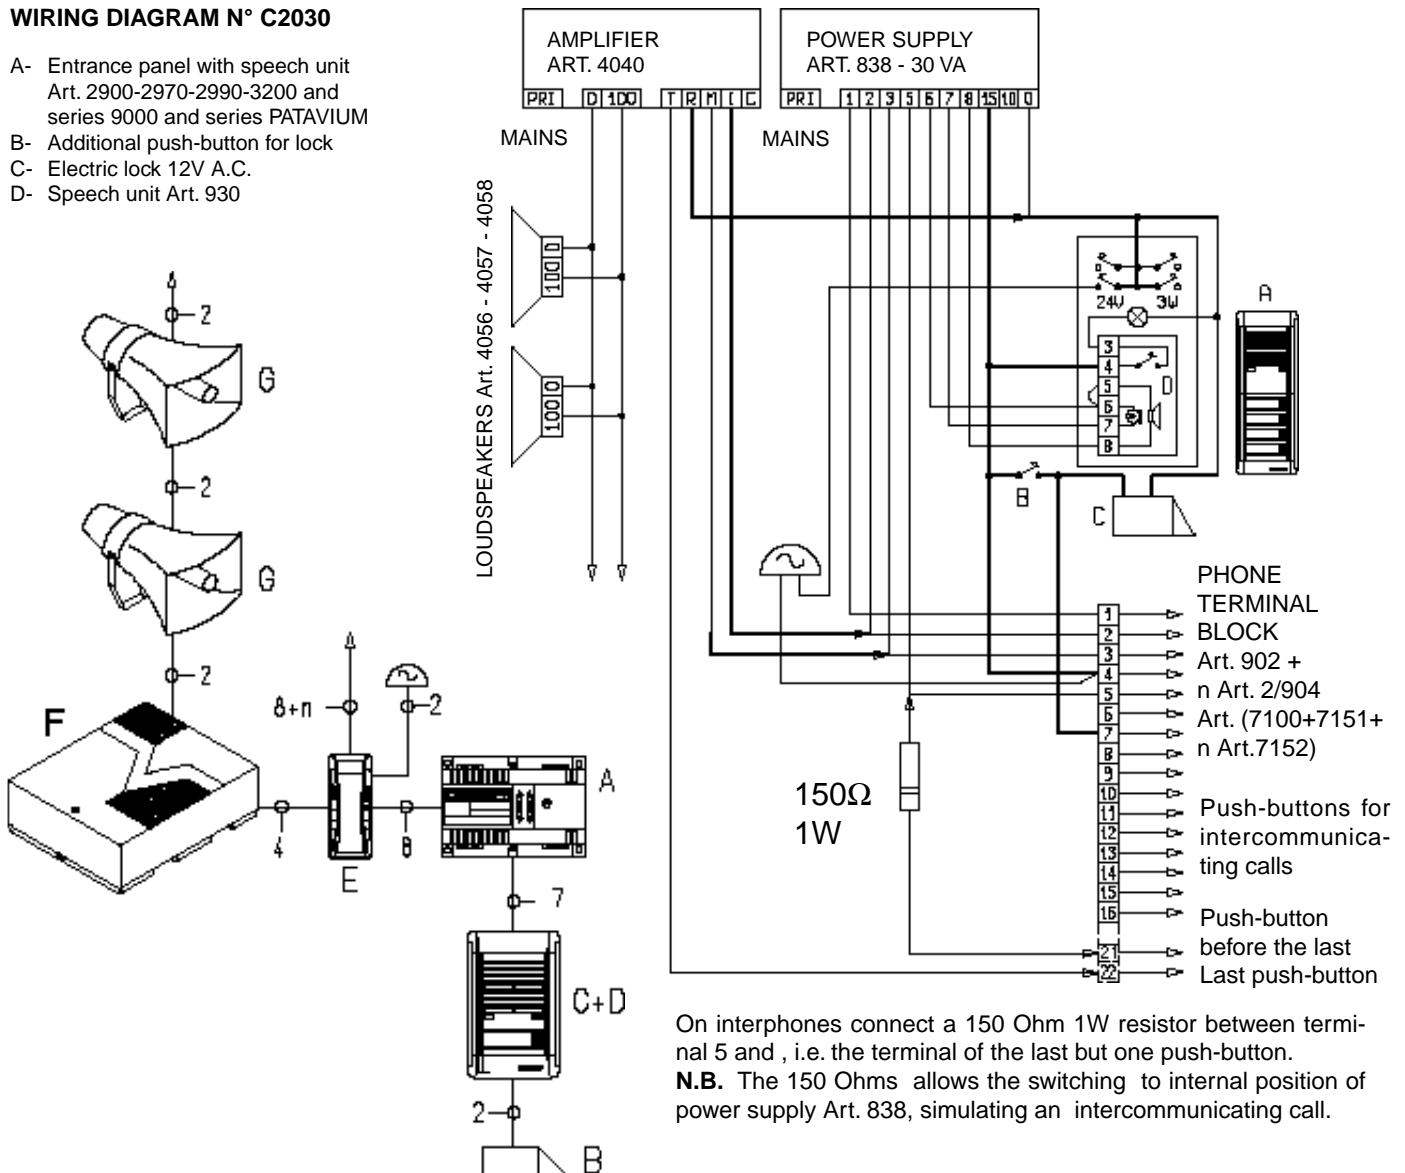 WIRING DIAGRAM N° C2030
A- Entrance panel with speech unit
Art. 2900-2970-2990-3200 and
series 9000 and series PATAVIUM
B- Additional push-button for lock
C- Electric lock 12V A.C.
D- Speech unit Art. 930
AMPLIFIER
ART. 4040
PRI 0 100 T R M I C
MAINS
POWER SUPPLY
ART. 838 - 30 VA
PRI 1 2 3 5 6 7 8 15 10 0
MAINS
LOUDSPEAKERS Art. 4056 - 4057 - 4058
100 0
100 0
24V 3W
3
4
5
6
7
8
D
A
B
C
2
G
2
G
2
F
4
8+n
E
2
8
A
7
C+D
2
B
150Ω
1W
1
2
3
4
5
6
7
8
9
10
11
12
13
14
15
16
21
22
PHONE
TERMINAL
BLOCK
Art. 902 +
n Art. 2/904
Art. (7100+7151+
n Art.7152)
Push-buttons for
intercommunica-
ting calls
Push-button
before the last
Last push-button
On interphones connect a 150 Ohm 1W resistor between termi-
nal 5 and , i.e. the terminal of the last but one push-button.
N.B. The 150 Ohms allows the switching to internal position of
power supply Art. 838, simulating an intercommunicating call.